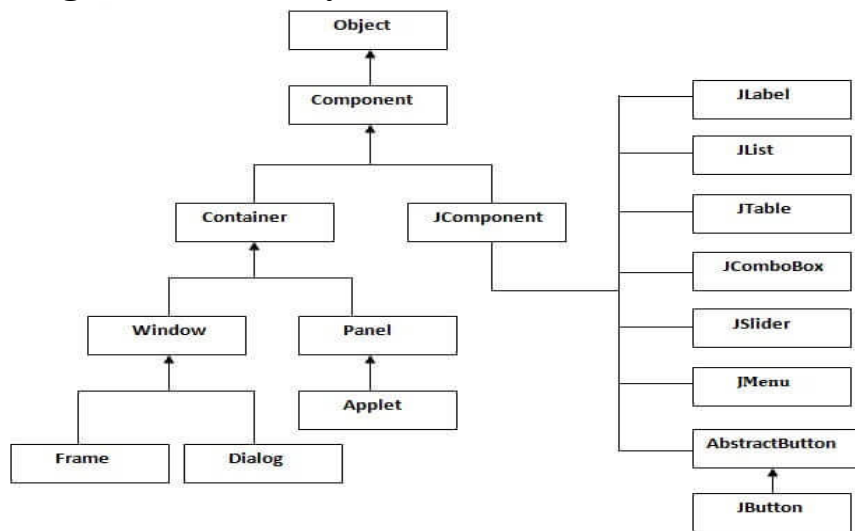 Object
Component
Container
JComponent
Window
Panel
Applet
Frame
Dialog
JLabel
JList
JTable
JComboBox
JSlider
JMenu
AbstractButton
JButton